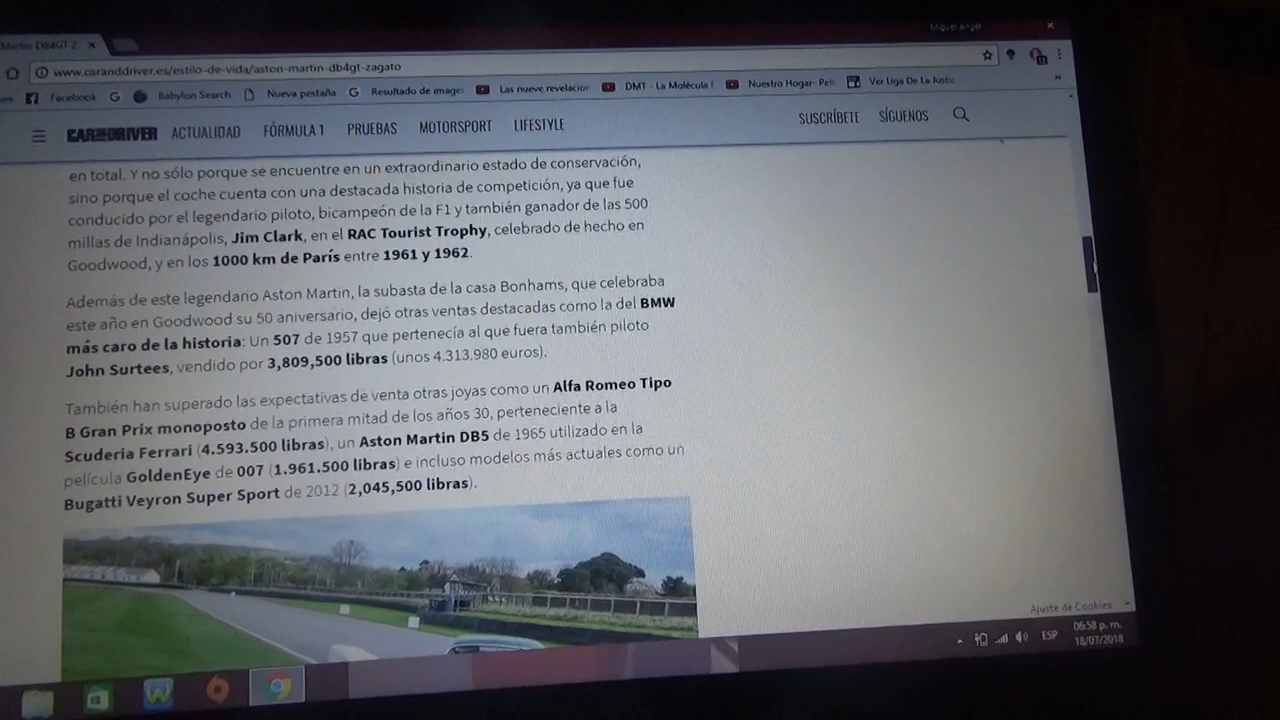 Miguel Angel
Martin DB4GT Z
www.caranddriver.es/estilo-de-vida/aston-martin-db4gt-zagato
Facebook
Babylon Search
Nueva pestaña
Resultado de image
Las nueve revelacion
DMT - La Molécula
Nuestro Hogar- Pel
Ver Liga De La Justic
CAR AND DRIVER ACTUALIDAD FÓRMULA 1 PRUEBAS MOTORSPORT LIFESTYLE SUSCRÍBETE SÍGUENOS
en total. Y no sólo porque se encuentre en un extraordinario estado de conservación,
sino porque el coche cuenta con una destacada historia de competición, ya que fue
conducido por el legendario piloto, bicampeón de la F1 y también ganador de las 500
millas de Indianápolis, Jim Clark, en el RAC Tourist Trophy, celebrado de hecho en
Goodwood, y en los 1000 km de París entre 1961 y 1962.
Además de este legendario Aston Martin, la subasta de la casa Bonhams, que celebraba
este año en Goodwood su 50 aniversario, dejó otras ventas destacadas como la del BMW
más caro de la historia: Un 507 de 1957 que pertenecía al que fuera también piloto
John Surtees, vendido por 3,809,500 libras (unos 4.313.980 euros).
También han superado las expectativas de venta otras joyas como un Alfa Romeo Tipo
B Gran Prix monoposto de la primera mitad de los años 30, perteneciente a la
Scuderia Ferrari (4.593.500 libras), un Aston Martin DB5 de 1965 utilizado en la
película GoldenEye de 007 (1.961.500 libras) e incluso modelos más actuales como un
Bugatti Veyron Super Sport de 2012 (2,045,500 libras).
Ajuste de Cookies
ESP
06:58 p. m.
18/07/2018